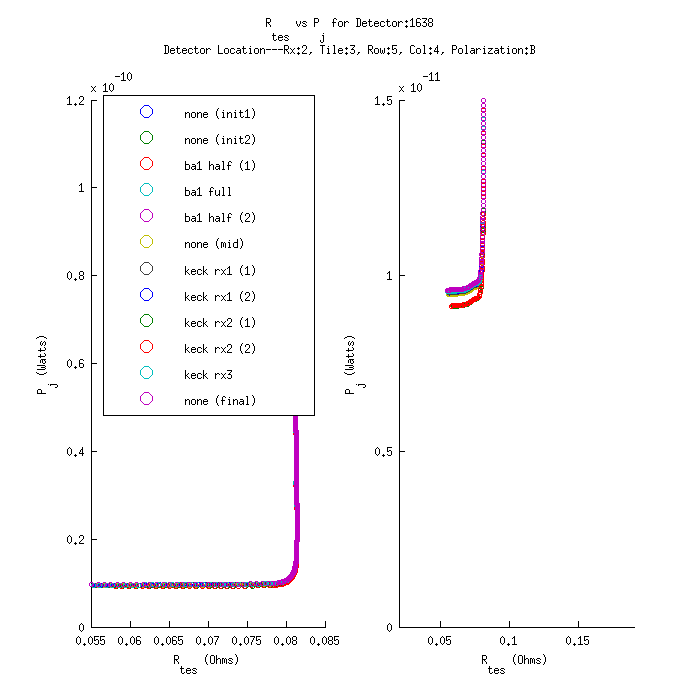 R vs P for Detector:1638
tes j
Detector Location---Rx:2, Tile:3, Row:5, Col:4, Polarization:B
x 10^-10
x 10^-11
1.2
1
0.8
0.6
0.4
0.2
0
none (init1)
none (init2)
ba1 half (1)
ba1 full
ba1 half (2)
none (mid)
keck rx1 (1)
keck rx1 (2)
keck rx2 (1)
keck rx2 (2)
keck rx3
none (final)
P_j (Watts)
0.055 0.06 0.065 0.07 0.075 0.08 0.085
R_tes (Ohms)
1.5
1
0.5
0
P_j (Watts)
0.05 0.1 0.15
R_tes (Ohms)